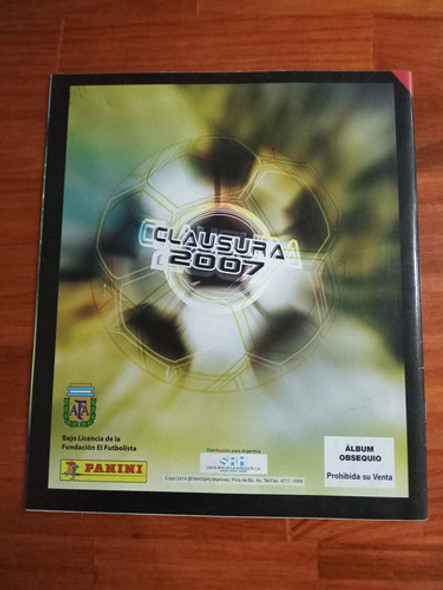 CLAUSURA
2007
AFA
Bajo Licencia de la
Fundación El Futbolista
PANINI
Distribución para Argentina
SBI
ÁLBUM
OBSEQUIO
Prohibida su Venta